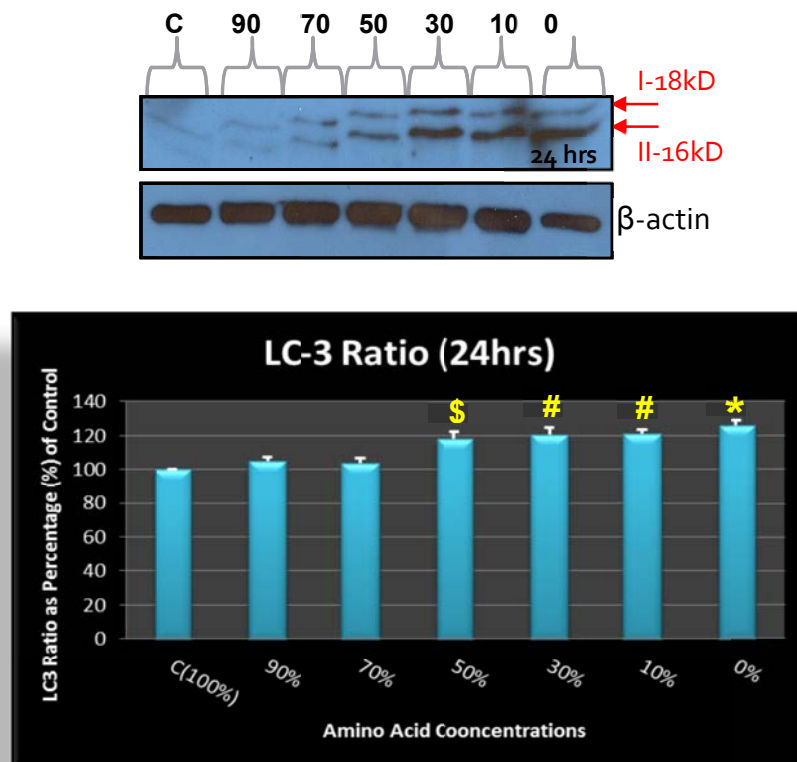 C 90 70 50 30 10 0
I-18kD
II-16kD
24 hrs
β-actin
LC-3 Ratio (24hrs)
LC3 Ratio as Percentage (%) of Control
140
120
100
80
60
40
20
0
$ # # *
C(100%) 90% 70% 50% 30% 10% 0%
Amino Acid Cooncentrations